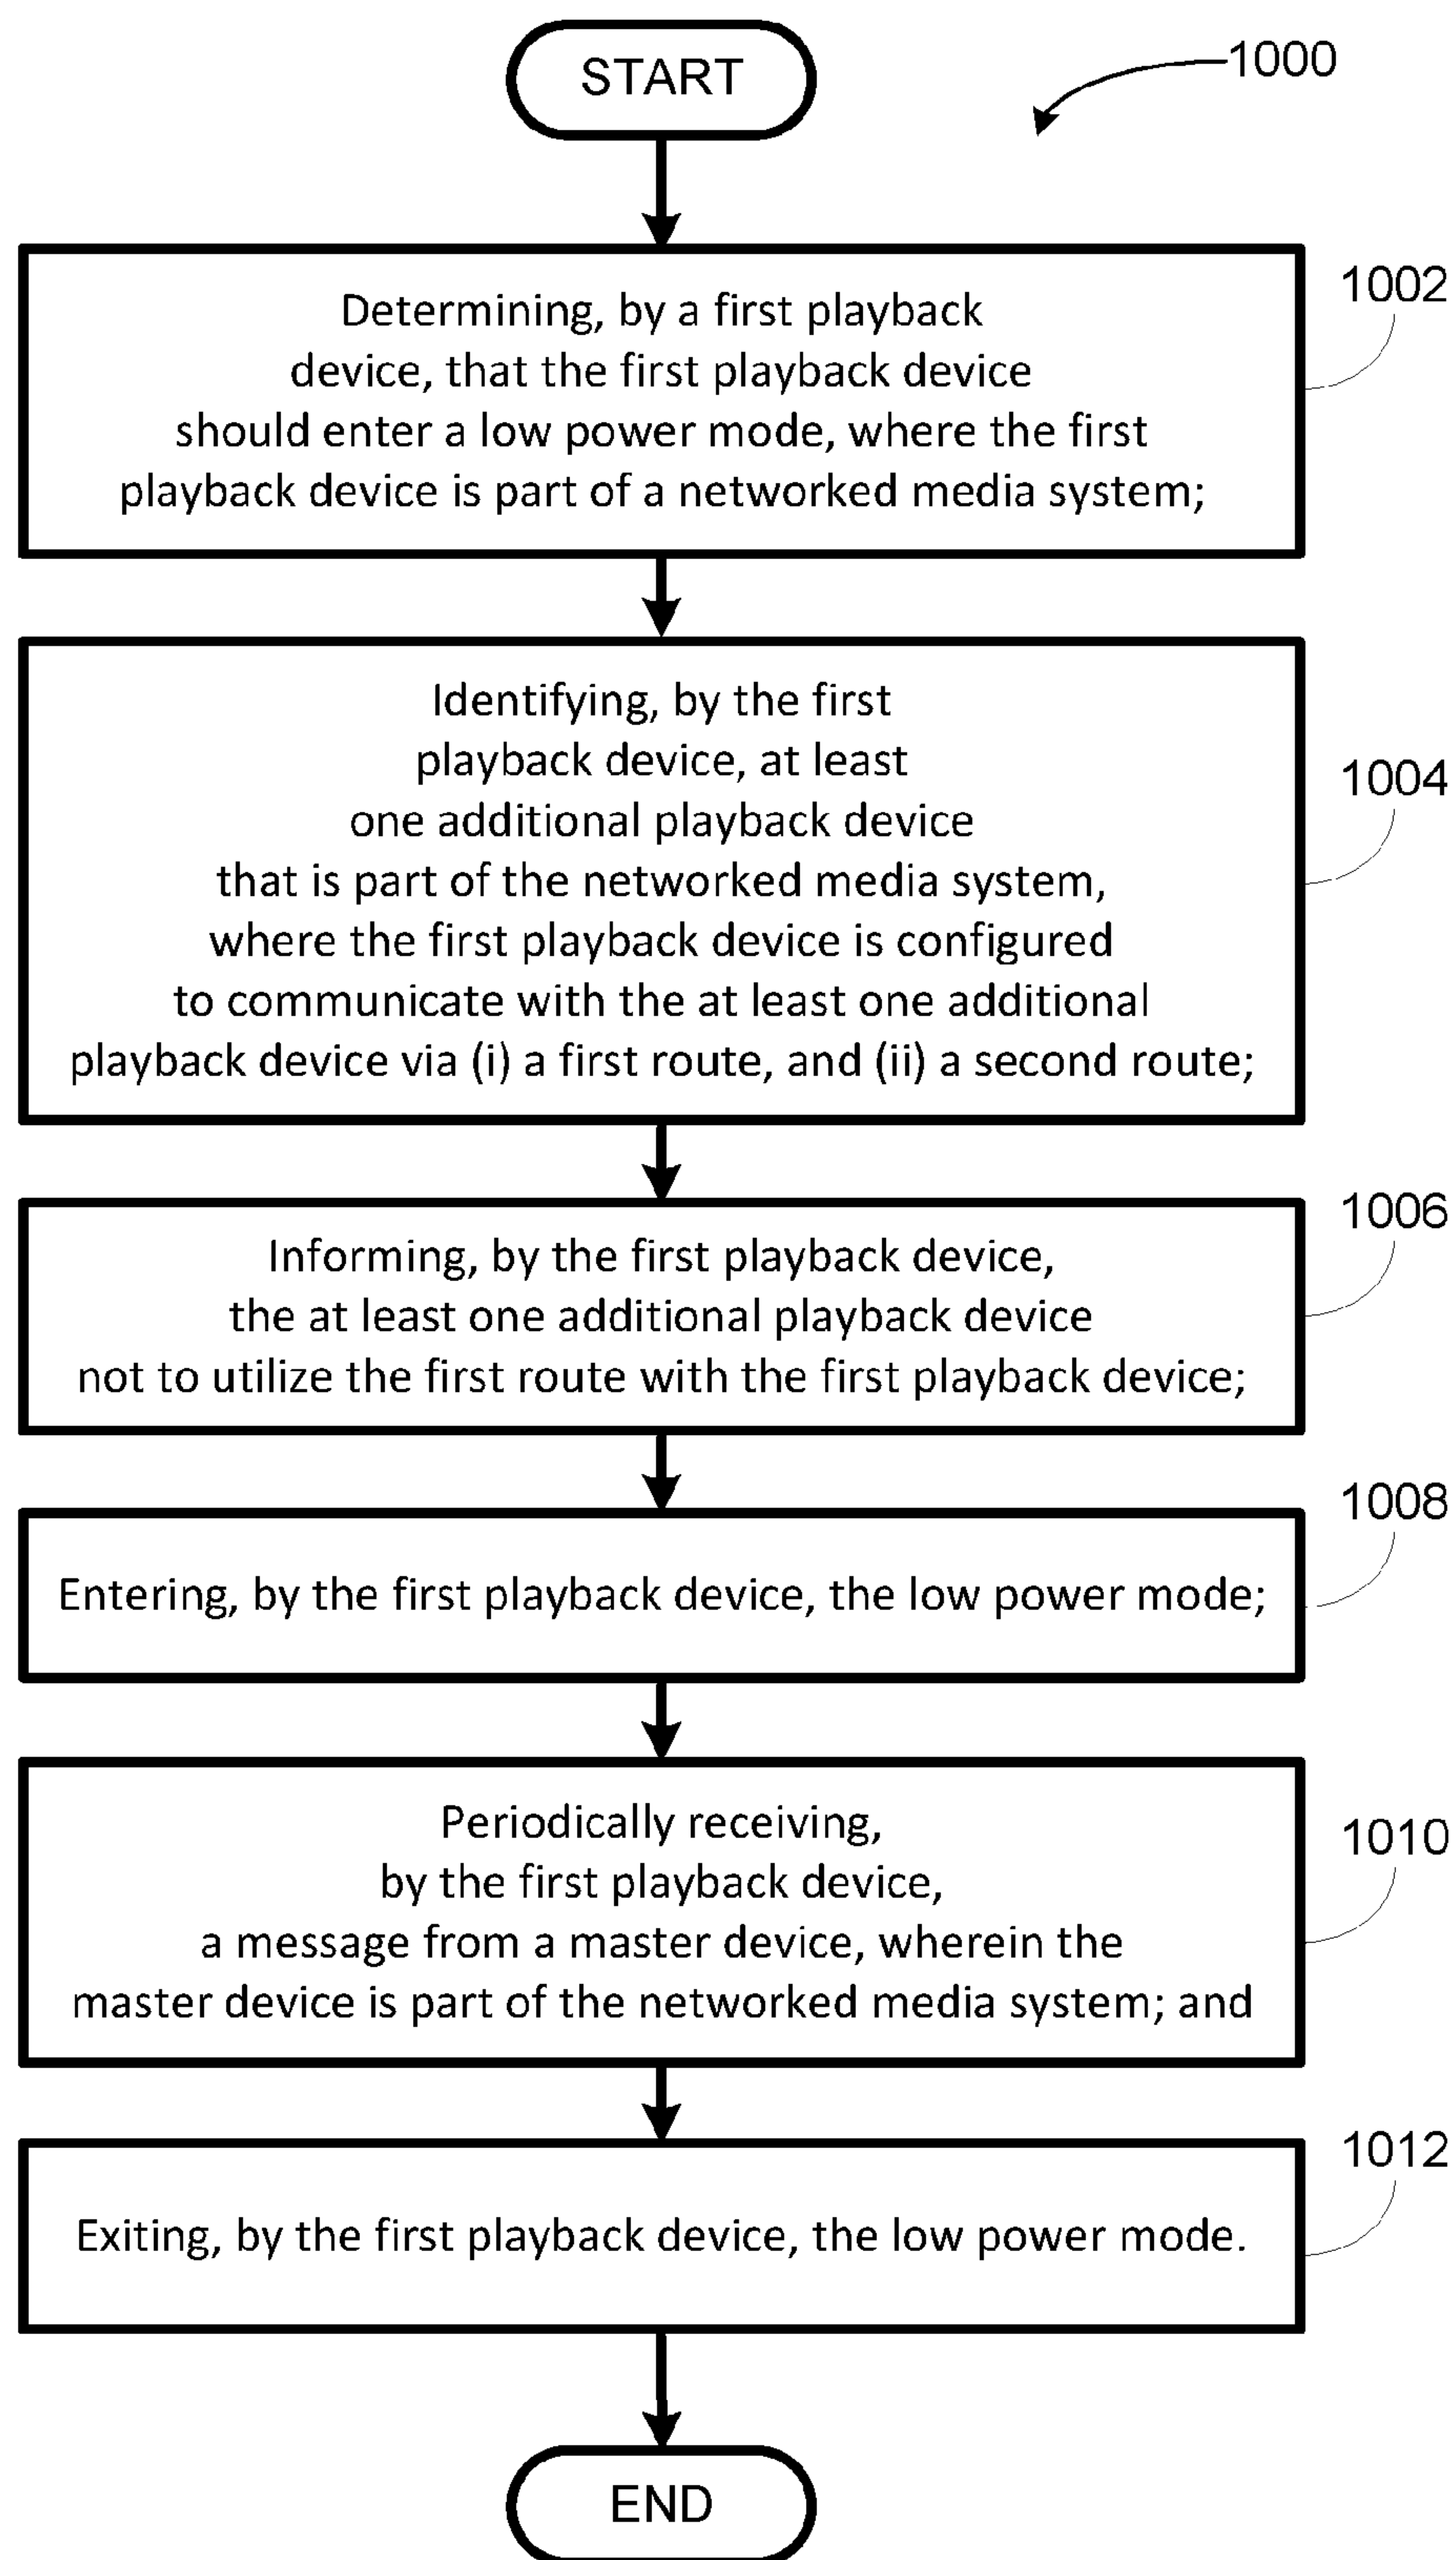 START
1000
Determining, by a first playback
device, that the first playback device
should enter a low power mode, where the first
playback device is part of a networked media system;
1002
Identifying, by the first
playback device, at least
one additional playback device
that is part of the networked media system,
where the first playback device is configured
to communicate with the at least one additional
playback device via (i) a first route, and (ii) a second route;
1004
Informing, by the first playback device,
the at least one additional playback device
not to utilize the first route with the first playback device;
1006
Entering, by the first playback device, the low power mode;
1008
Periodically receiving,
by the first playback device,
a message from a master device, wherein the
master device is part of the networked media system; and
1010
Exiting, by the first playback device, the low power mode.
1012
END